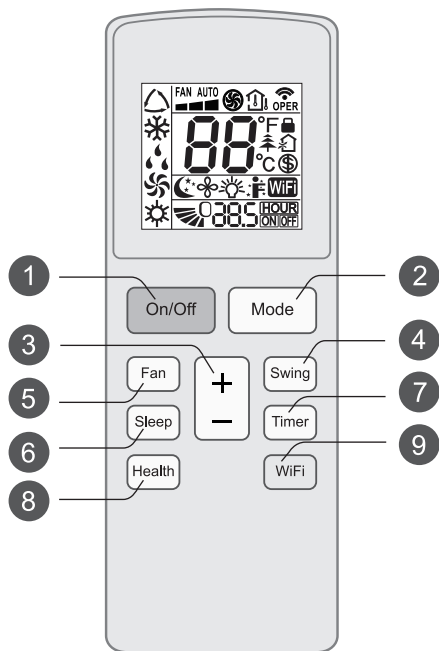 FAN AUTO
OPER
88 °F
°C $
WiFi
38.5 HOUR
ON OFF
1 2
On/Off Mode
3 4
Fan + Swing
5 7
Sleep − Timer
6 9
Health WiFi
8